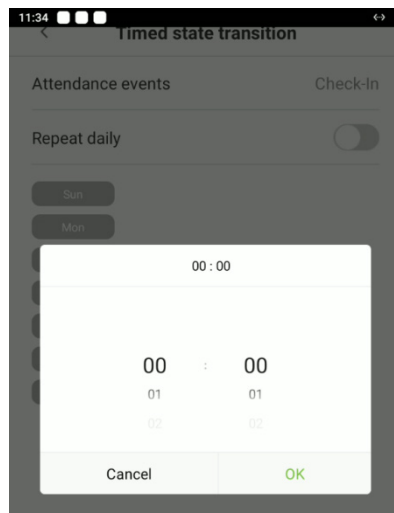 11:34
Timed state transition
Attendance events Check-In
Repeat daily
Sun
Mon
00 : 00
00 : 00
01 01
02 02
Cancel OK